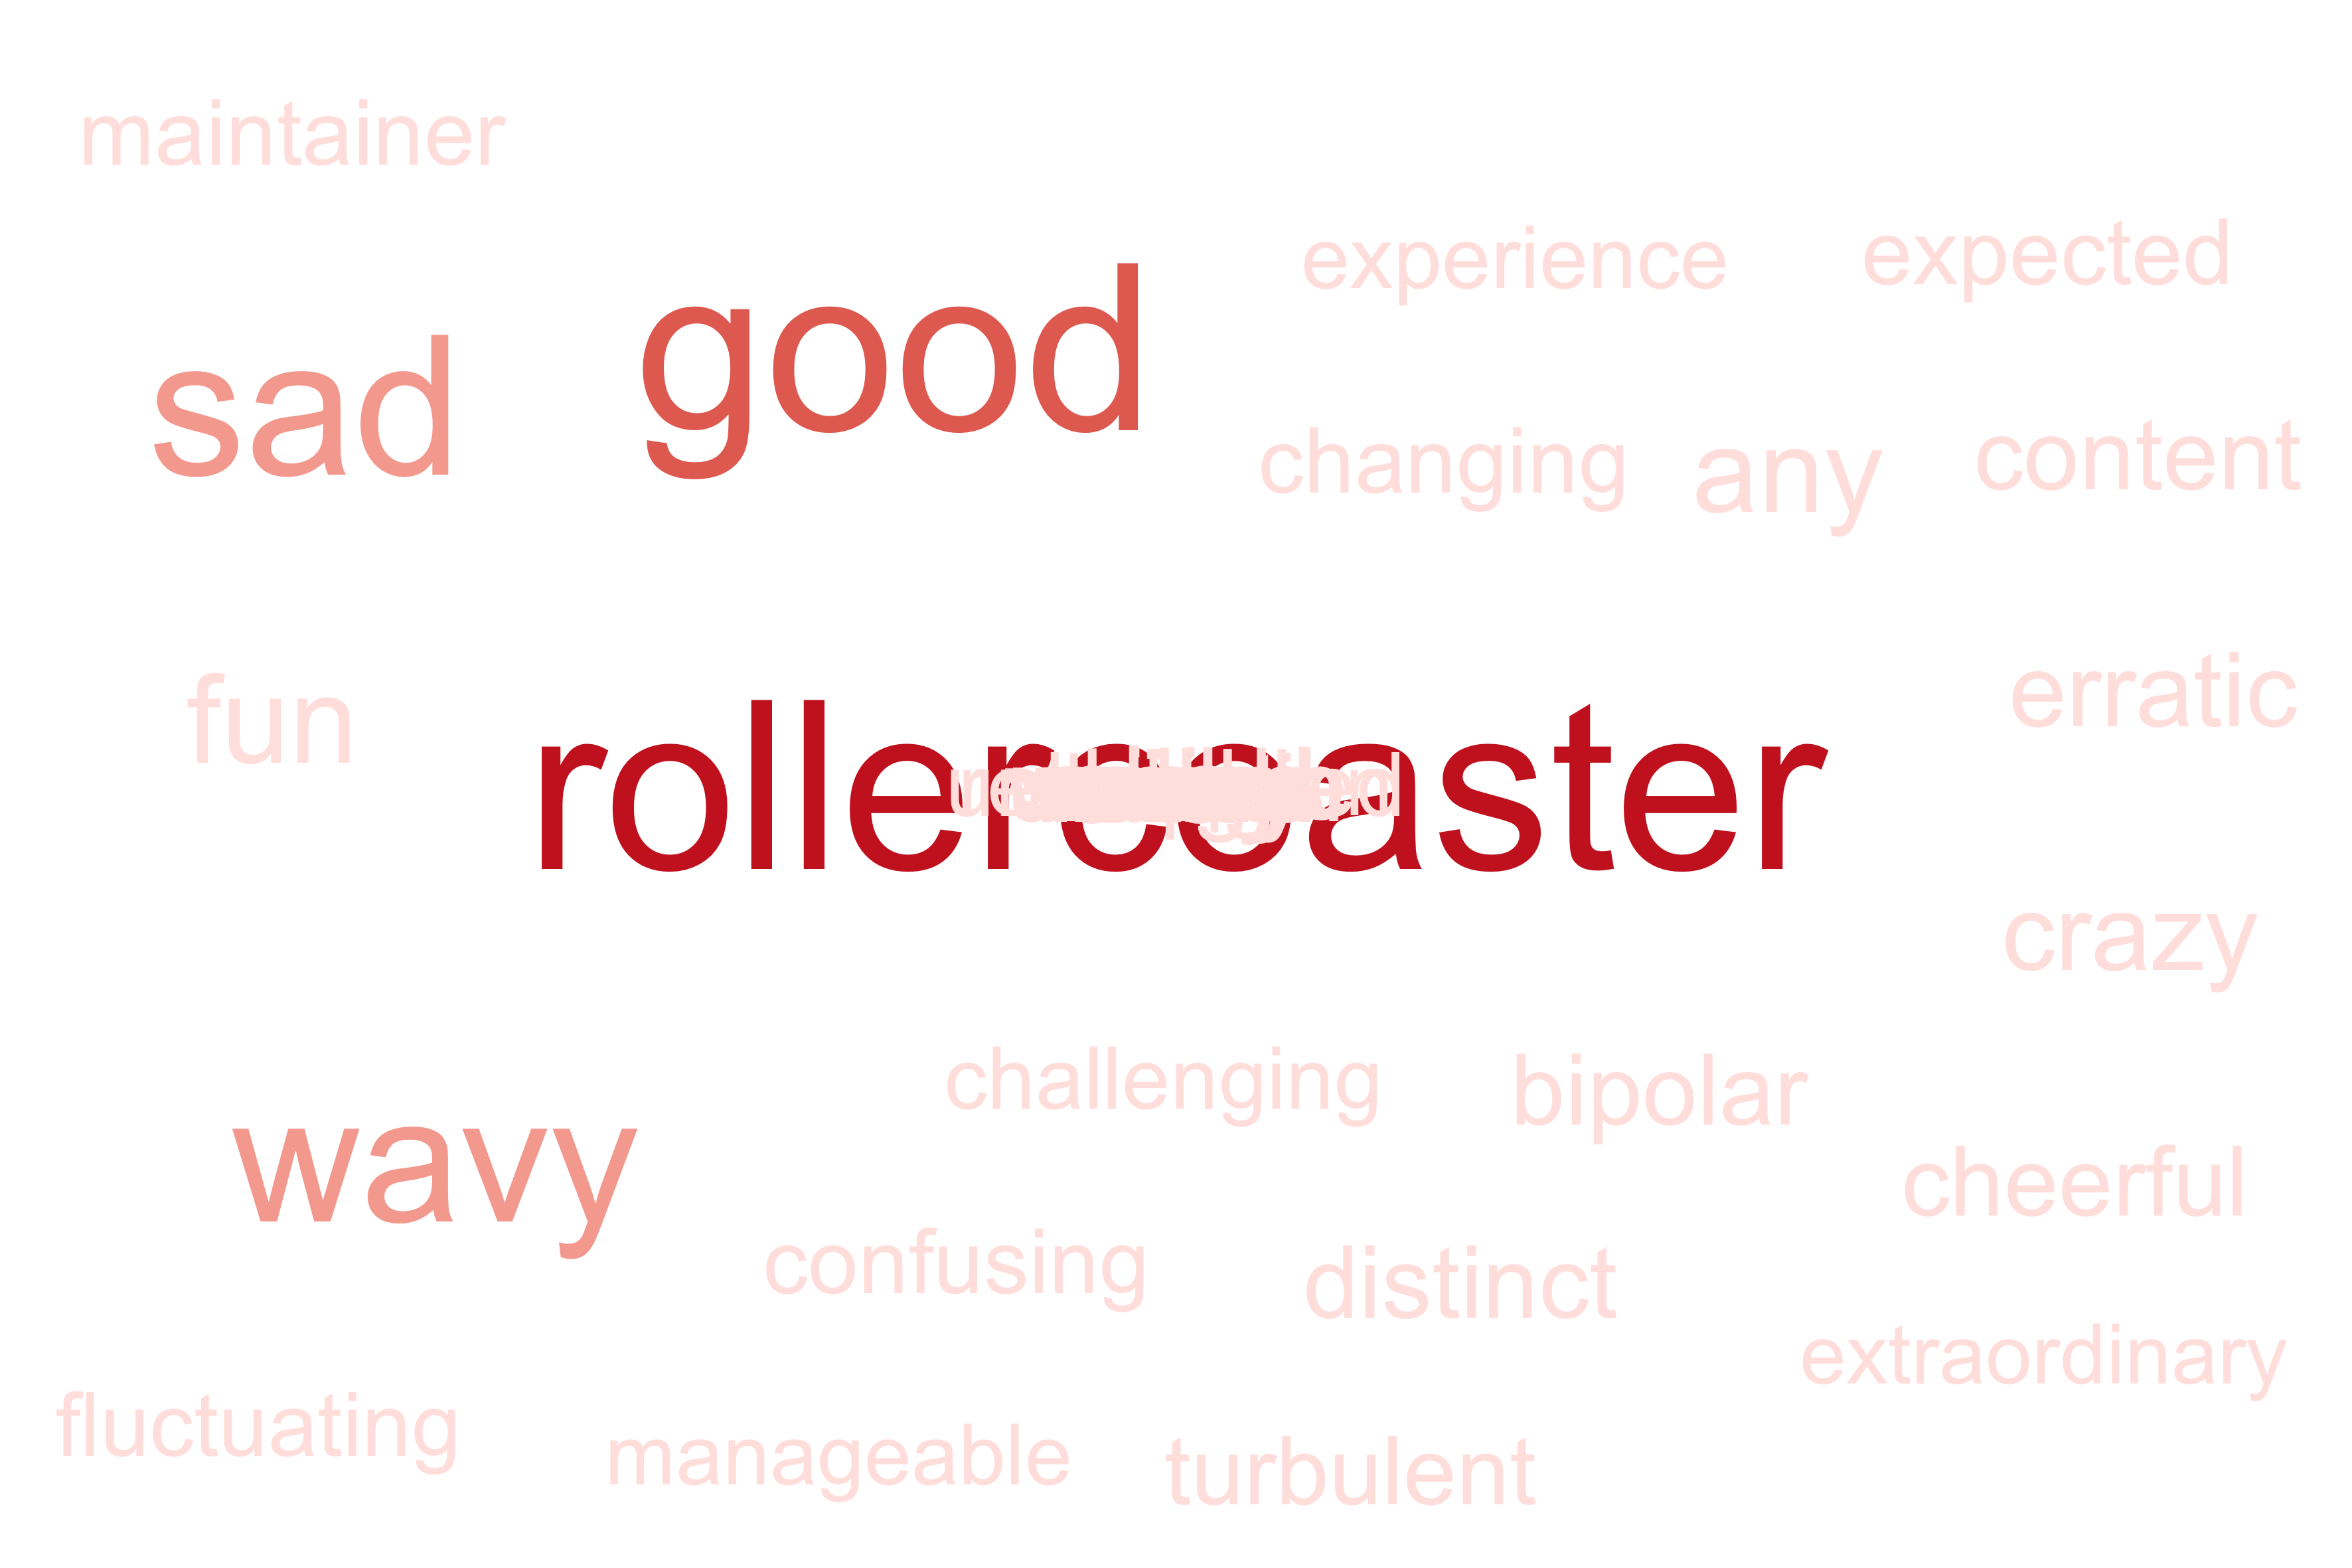 maintainer
experience
expected
good
sad
changing
any
content
fun
erratic
rollercoaster
crazy
challenging
bipolar
wavy
cheerful
confusing
distinct
extraordinary
fluctuating
manageable
turbulent